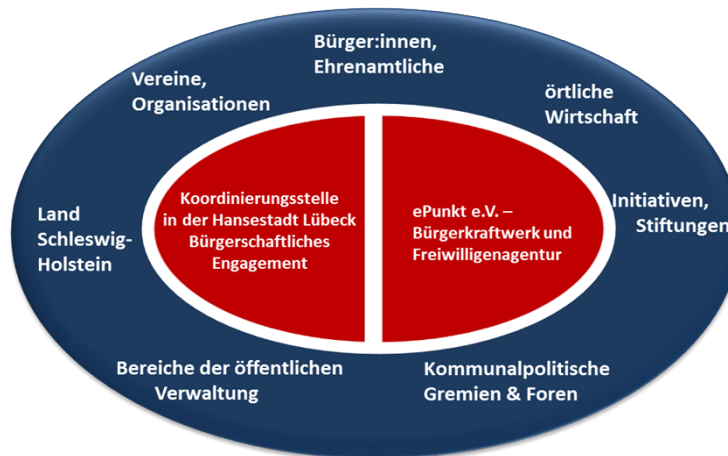 Bürger:innen,
Ehrenamtliche
Vereine,
Organisationen
örtliche
Wirtschaft
Land
Schleswig-
Holstein
Koordinierungsstelle
in der Hansestadt Lübeck
Bürgerschaftliches
Engagement
ePunkt e.V. –
Bürgerkraftwerk und
Freiwilligenagentur
Initiativen,
Stiftungen
Bereiche der öffentlichen
Verwaltung
Kommunalpolitische
Gremien & Foren